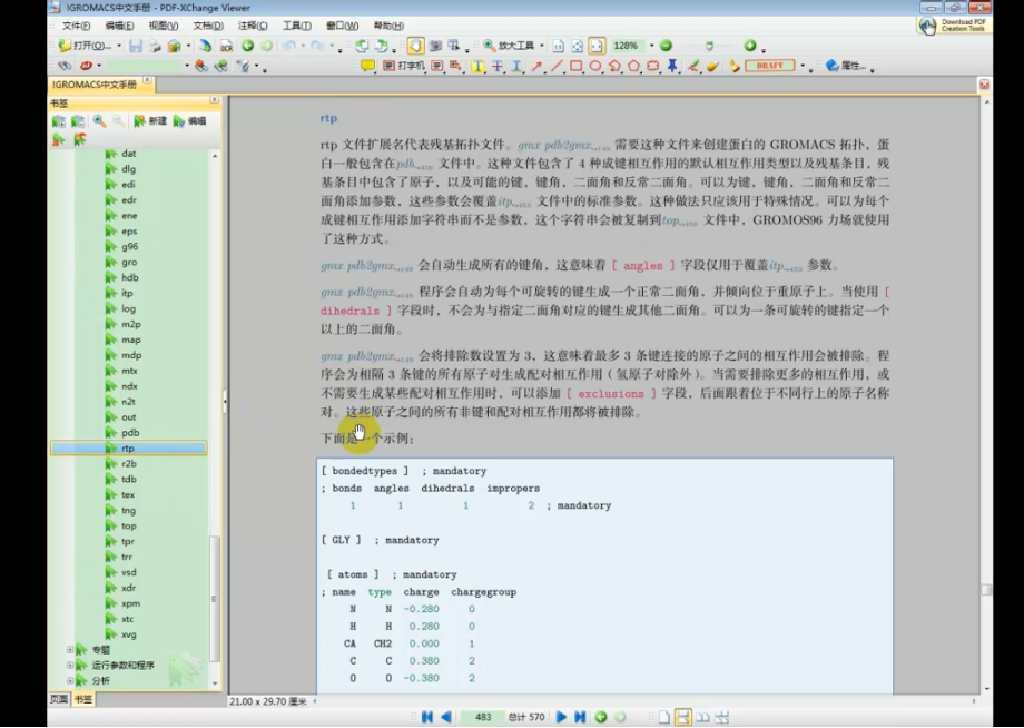 !GROMACS中文手册 - PDF-XChange Viewer
文件(F) 编辑(E) 视图(V) 文档(D) 注释(C) 工具(T) 窗口(W) 帮助(H)
Download PDF
Creation Tools
打开(O)... OCR 放大工具 128%
打字机 DRAFT 属性...
!GROMACS中文手册
书签
新建 编辑
dat
dlg
edi
edr
ene
eps
g96
gro
hdb
itp
log
m2p
map
mdp
mtx
ndx
n2t
out
pdb
rtp
r2b
tdb
tex
tng
top
tpr
trr
vsd
xdr
xpm
xtc
xvg
专题
运行参数和程序
分析
页面 书签
rtp
rtp 文件扩展名代表残基拓扑文件。gmx pdb2gmx 需要这种文件来创建蛋白的 GROMACS 拓扑，蛋
白一般包含在pdb 文件中。这种文件包含了 4 种成键相互作用的默认相互作用类型以及残基条目，残
基条目中包含了原子，以及可能的键，键角，二面角和反常二面角。可以为键，键角，二面角和反常二
面角添加参数，这些参数会覆盖itp 文件中的标准参数。这种做法只应该用于特殊情况。可以为每个
成键相互作用添加字符串而不是参数，这个字符串会被复制到top 文件中，GROMOS96 力场就使用
了这种方式。
gmx pdb2gmx 会自动生成所有的键角，这意味着 [ angles ] 字段仅用于覆盖itp 参数。
gmx pdb2gmx 程序会自动为每个可旋转的键生成一个正常二面角，并倾向位于重原子上。当使用 [
dihedrals ] 字段时，不会为与指定二面角对应的键生成其他二面角。可以为一条可旋转的键指定一个
以上的二面角。
gmx pdb2gmx 会将排除数设置为 3，这意味着最多 3 条键连接的原子之间的相互作用会被排除。程
序会为相隔 3 条键的所有原子对生成配对相互作用（氢原子对除外）。当需要排除更多的相互作用，或
不需要生成某些配对相互作用时，可以添加 [ exclusions ] 字段，后面跟着位于不同行上的原子名称
对。这些原子之间的所有非键和配对相互作用都将被排除。
下面是一个示例：
[ bondedtypes ] ; mandatory
; bonds angles dihedrals impropers
1 1 1 2 ; mandatory
[ GLY ] ; mandatory
[ atoms ] ; mandatory
; name type charge chargegroup
N N -0.280 0
H H 0.280 0
CA CH2 0.000 1
C C 0.380 2
O O -0.380 2
21.00 x 29.70 厘米
483 总计 570